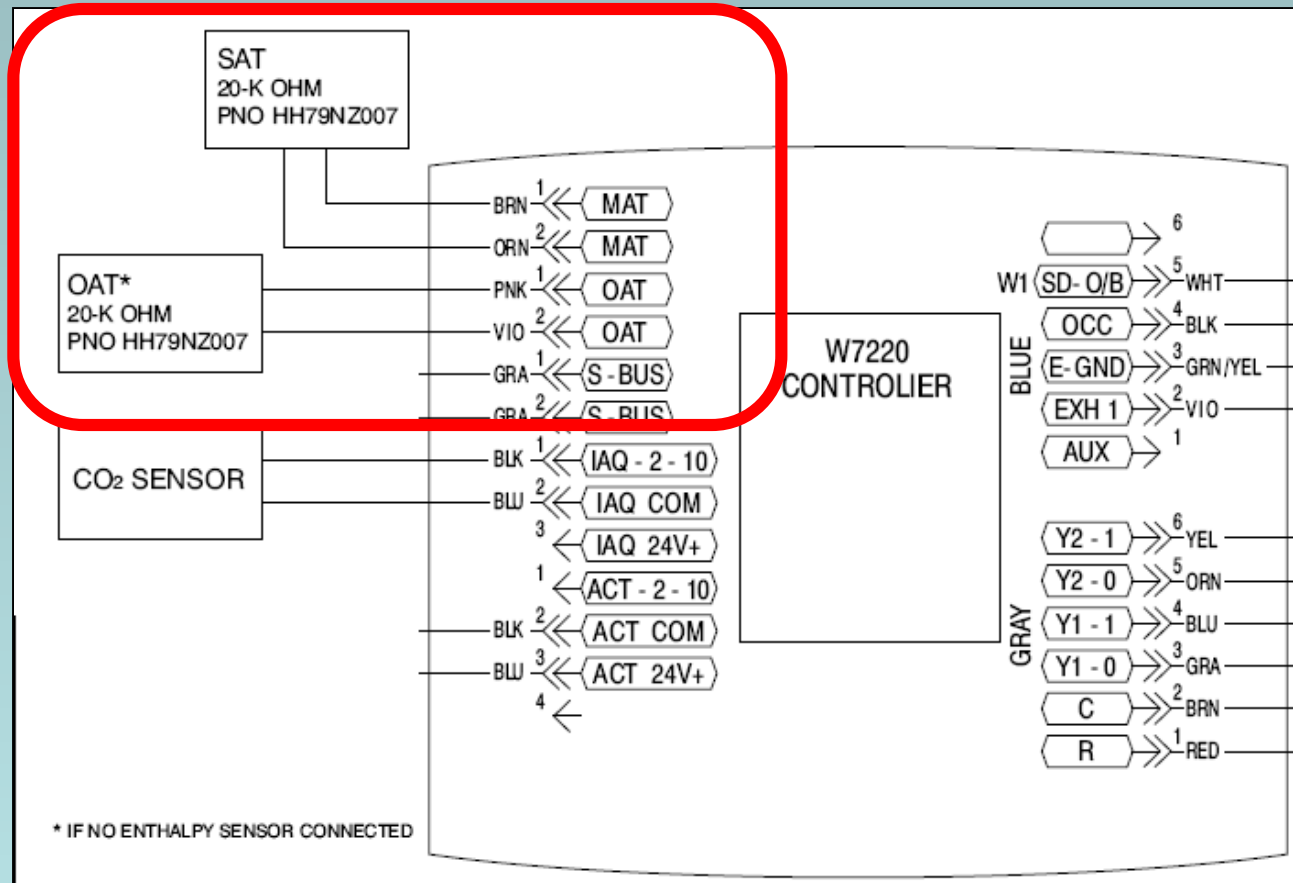 SAT
20-K OHM
PNO HH79NZ007
OAT*
20-K OHM
PNO HH79NZ007
CO2 SENSOR
BRN 1 MAT
ORN 2 MAT
PNK 1 OAT
VIO 2 OAT
GRA 1 S-BUS
GRA 2 S-BUS
BLK 1 IAQ - 2 - 10
BLU 2 IAQ COM
3 IAQ 24V+
1 ACT - 2 - 10
BLK 2 ACT COM
BLU 3 ACT 24V+
4
W7220
CONTROLIER
BLUE
6
W1 SD- O/B 5 WHT
OCC 4 BLK
E- GND 3 GRN/YEL
EXH 1 2 VIO
AUX 1
GRAY
Y2 - 1 6 YEL
Y2 - 0 5 ORN
Y1 - 1 4 BLU
Y1 - 0 3 GRA
C 2 BRN
R 1 RED
* IF NO ENTHALPY SENSOR CONNECTED